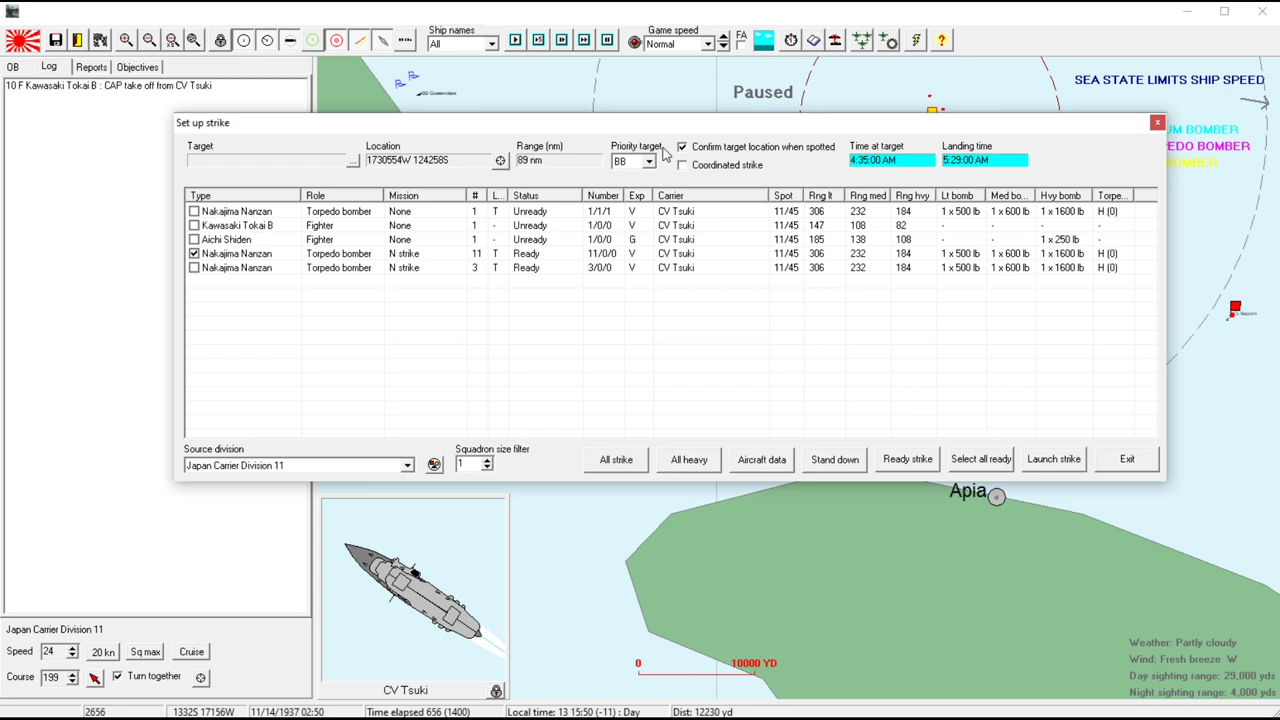 Ship names
All
Game speed
Normal
FA
?
OB Log Reports Objectives
10 F Kawasaki Tokai B : CAP take off from CV Tsuki
Paused
SEA STATE LIMITS SHIP SPEED
UM BOMBER
PEDO BOMBER
BOMBER
Set up strike
x
Target Location Range (nm) Priority target Confirm target location when spotted Time at target Landing time
... 1730554W 124258S 89 nm BB Coordinated strike 4:35:00 AM 5:29:00 AM
Type Role Mission # L... Status Number Exp Carrier Spot Rng lt Rng med Rng hvy Lt bomb Med bo... Hvy bomb Torpe...
Nakajima Nanzan Torpedo bomber None 1 T Unready 1/1/1 V CV Tsuki 11/45 306 232 184 1 x 500 lb 1 x 600 lb 1 x 1600 lb H (0)
Kawasaki Tokai B Fighter None 1 - Unready 1/0/0 V CV Tsuki 11/45 147 108 82 - - - -
Aichi Shiden Fighter None 1 - Unready 1/0/0 G CV Tsuki 11/45 185 138 108 - - 1 x 250 lb -
Nakajima Nanzan Torpedo bomber N strike 11 T Ready 11/0/0 V CV Tsuki 11/45 306 232 184 1 x 500 lb 1 x 600 lb 1 x 1600 lb H (0)
Nakajima Nanzan Torpedo bomber N strike 3 T Ready 3/0/0 V CV Tsuki 11/45 306 232 184 1 x 500 lb 1 x 600 lb 1 x 1600 lb H (0)
Source division Squadron size filter
Japan Carrier Division 11 1 All strike All heavy Aircraft data Stand down Ready strike Select all ready Launch strike Exit
Apia
Japan Carrier Division 11
Speed 24 20 kn Sq max Cruise
Course 199 Turn together
CV Tsuki
0 10000 YD
Weather: Partly cloudy
Wind: Fresh breeze W
Day sighting range: 29,000 yds
Night sighting range: 4,000 yds
2656 1332S 17156W 11/14/1937 02:50 Time elapsed 656 (1400) Local time: 13 15:50 (-11) : Day Dist: 12230 yd